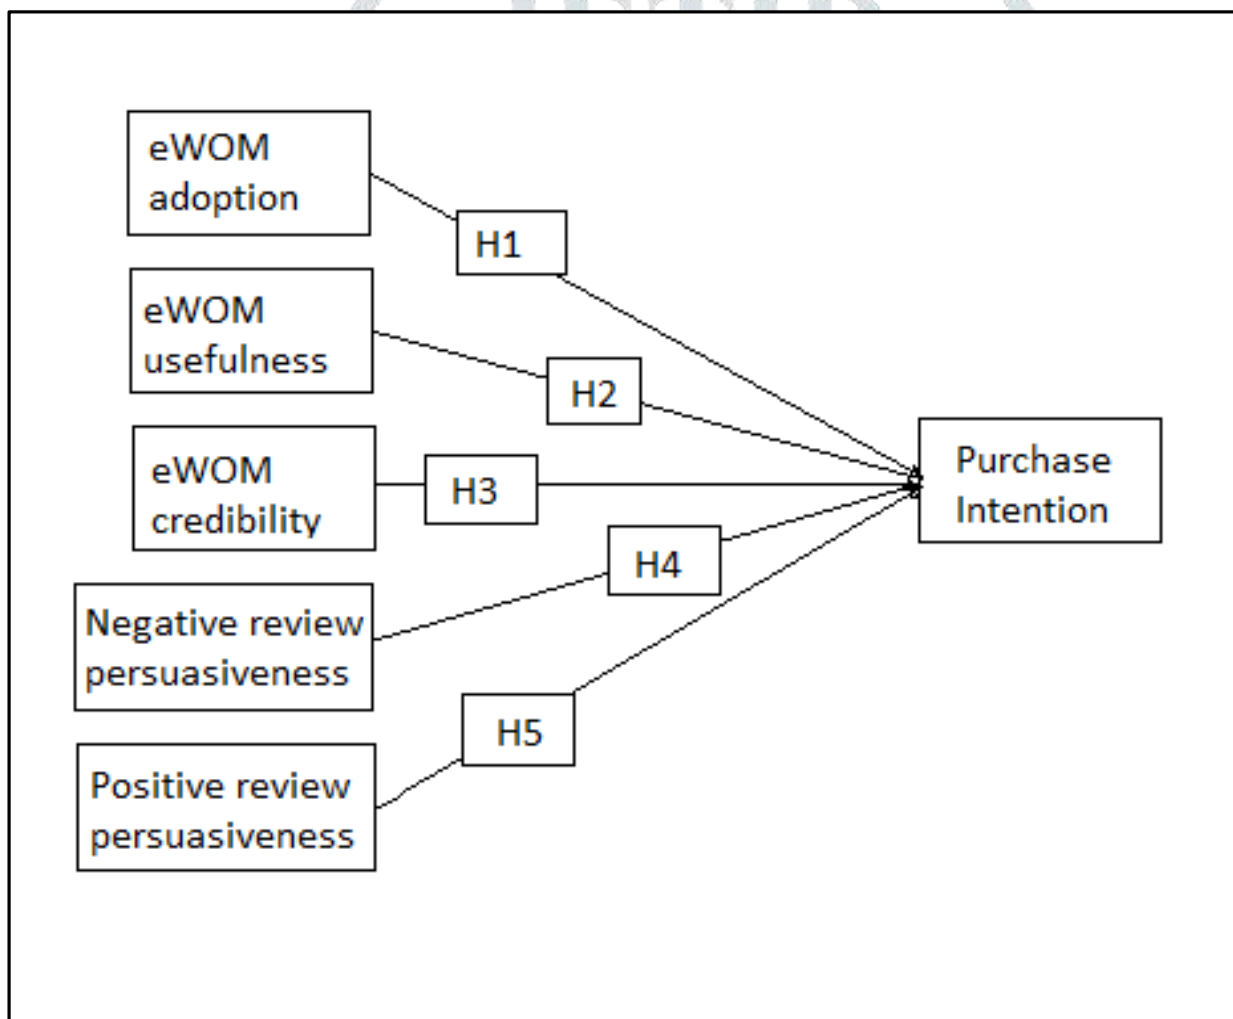 eWOM
adoption
H1
eWOM
usefulness
H2
eWOM
credibility
H3
Purchase
Intention
Negative review
persuasiveness
H4
Positive review
persuasiveness
H5